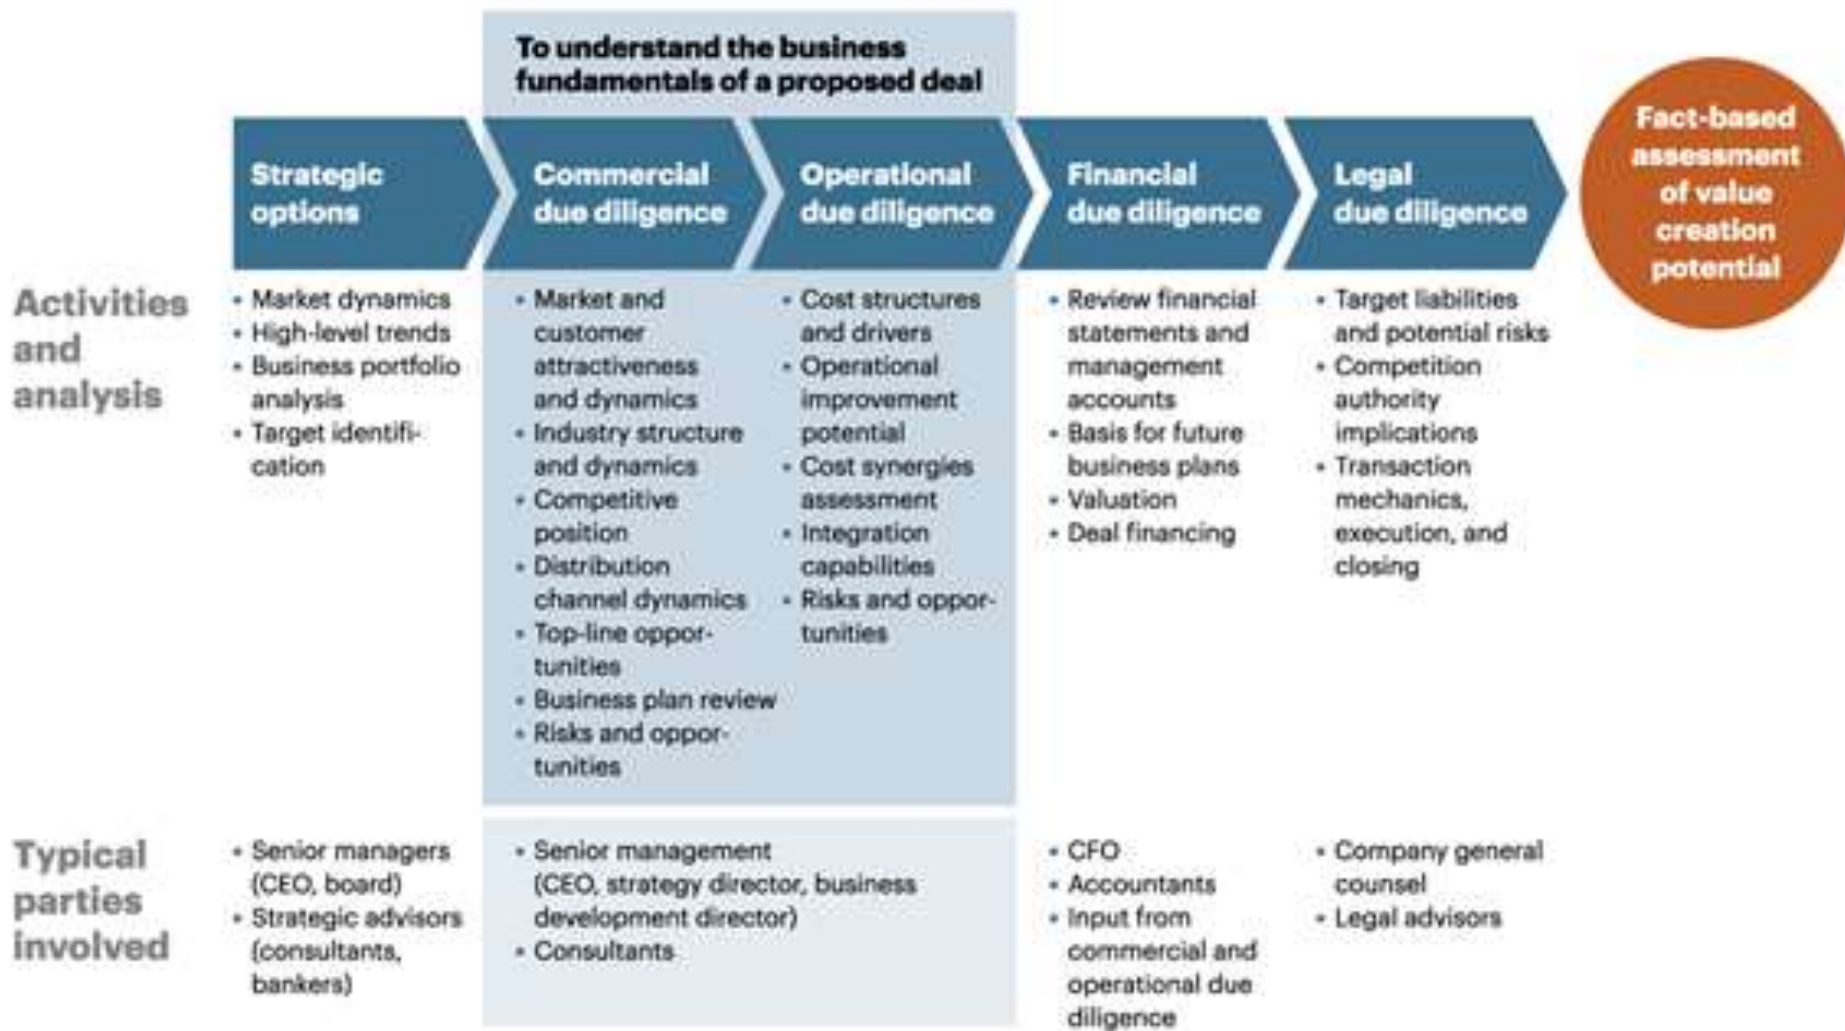 To understand the business
fundamentals of a proposed deal
Strategic
options
Commercial
due diligence
Operational
due diligence
Financial
due diligence
Legal
due diligence
Fact-based
assessment
of value
creation
potential
Activities
and
analysis
• Market dynamics
• High-level trends
• Business portfolio
analysis
• Target identifi-
cation
• Market and
customer
attractiveness
and dynamics
• Industry structure
and dynamics
• Competitive
position
• Distribution
channel dynamics
• Top-line oppor-
tunities
• Business plan review
• Risks and oppor-
tunities
• Cost structures
and drivers
• Operational
improvement
potential
• Cost synergies
assessment
• Integration
capabilities
• Risks and oppor-
tunities
• Review financial
statements and
management
accounts
• Basis for future
business plans
• Valuation
• Deal financing
• Target liabilities
and potential risks
• Competition
authority
implications
• Transaction
mechanics,
execution, and
closing
Typical
parties
involved
• Senior managers
(CEO, board)
• Strategic advisors
(consultants,
bankers)
• Senior management
(CEO, strategy director, business
development director)
• Consultants
• CFO
• Accountants
• Input from
commercial and
operational due
diligence
• Company general
counsel
• Legal advisors